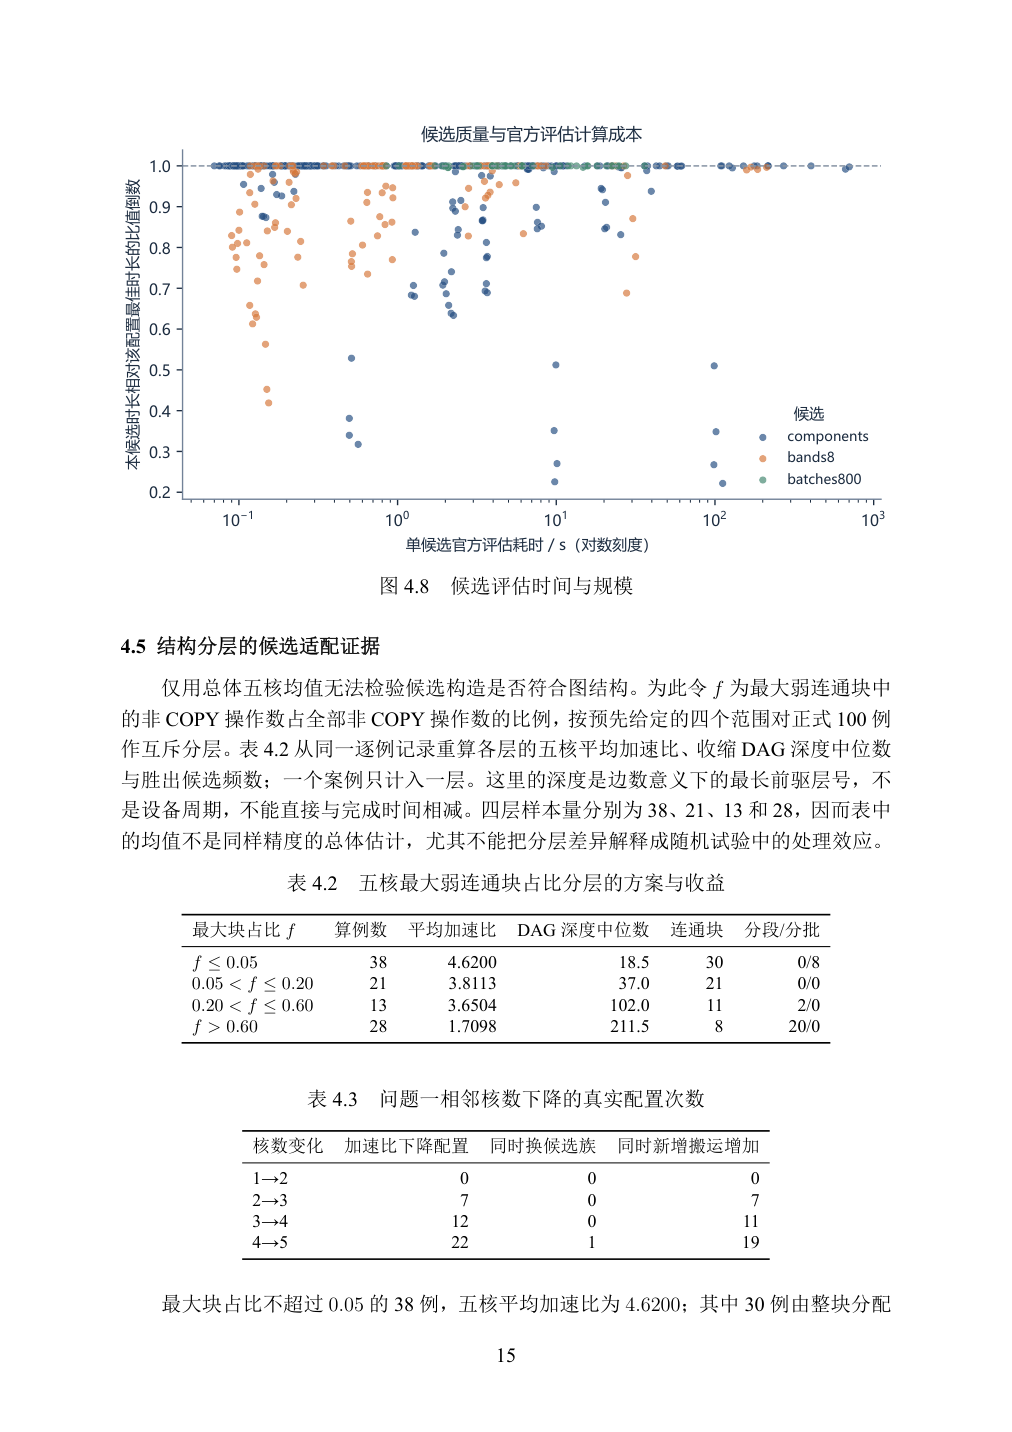 候选质量与官方评估计算成本
本候选时长相对该配置最佳时长的比值倒数
1.0
0.9
0.8
0.7
0.6
0.5
0.4
0.3
0.2
候选
components
bands8
batches800
10⁻¹ 10⁰ 10¹ 10² 10³
单候选官方评估耗时 / s（对数刻度）
图 4.8 候选评估时间与规模
4.5 结构分层的候选适配证据
仅用总体五核均值无法检验候选构造是否符合图结构。为此令 f 为最大弱连通块中
的非 COPY 操作数占全部非 COPY 操作数的比例，按预先给定的四个范围对正式 100 例
作互斥分层。表 4.2 从同一逐例记录重算各层的五核平均加速比、收缩 DAG 深度中位数
与胜出候选频数；一个案例只计入一层。这里的深度是边数意义下的最长前驱层号，不
是设备周期，不能直接与完成时间相减。四层样本量分别为 38、21、13 和 28，因而表中
的均值不是同样精度的总体估计，尤其不能把分层差异解释成随机试验中的处理效应。
表 4.2 五核最大弱连通块占比分层的方案与收益
最大块占比 f 算例数 平均加速比 DAG 深度中位数 连通块 分段/分批
f ≤ 0.05 38 4.6200 18.5 30 0/8
0.05 < f ≤ 0.20 21 3.8113 37.0 21 0/0
0.20 < f ≤ 0.60 13 3.6504 102.0 11 2/0
f > 0.60 28 1.7098 211.5 8 20/0
表 4.3 问题一相邻核数下降的真实配置次数
核数变化 加速比下降配置 同时换候选族 同时新增搬运增加
1→2 0 0 0
2→3 7 0 7
3→4 12 0 11
4→5 22 1 19
最大块占比不超过 0.05 的 38 例，五核平均加速比为 4.6200；其中 30 例由整块分配
15